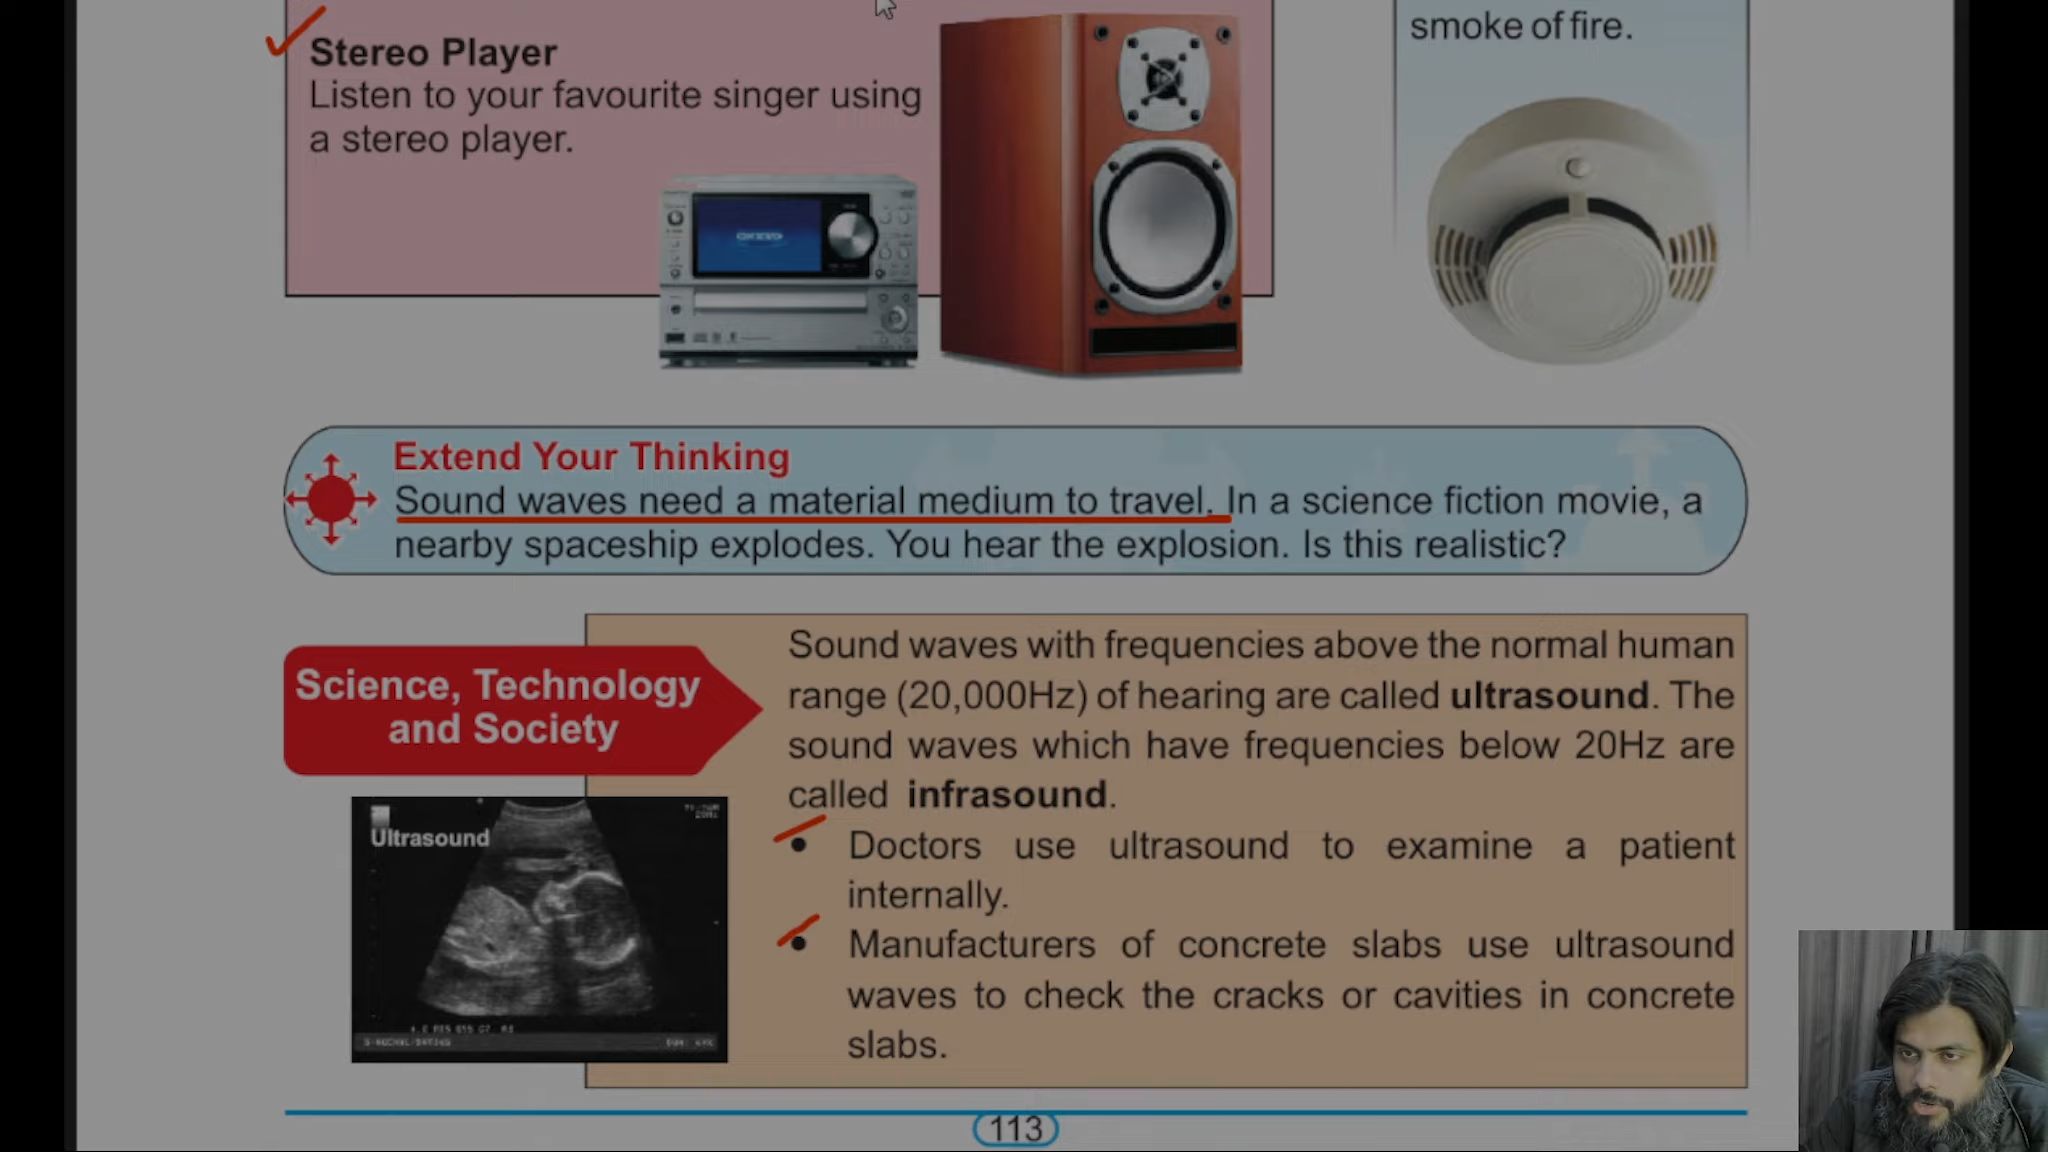 smoke of fire.
Stereo Player
Listen to your favourite singer using
a stereo player.
ONKYO
Extend Your Thinking
Sound waves need a material medium to travel. In a science fiction movie, a
nearby spaceship explodes. You hear the explosion. Is this realistic?
Science, Technology
and Society
Sound waves with frequencies above the normal human
range (20,000Hz) of hearing are called ultrasound. The
sound waves which have frequencies below 20Hz are
called infrasound.
Ultrasound
• Doctors use ultrasound to examine a patient
internally.
• Manufacturers of concrete slabs use ultrasound
waves to check the cracks or cavities in concrete
slabs.
113